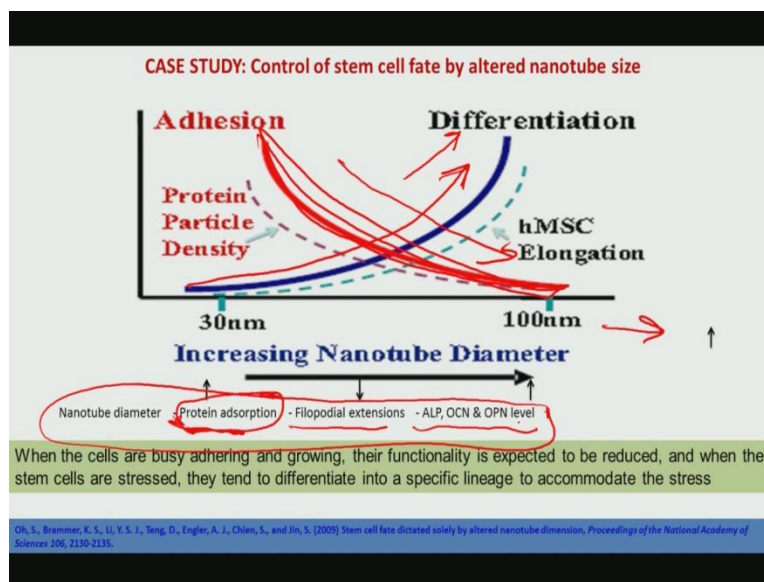 CASE STUDY: Control of stem cell fate by altered nanotube size
Adhesion
Differentiation
Protein
Particle
Density
hMSC
Elongation
30nm
100nm
Increasing Nanotube Diameter
Nanotube diameter - Protein adsorption - Filopodial extensions - ALP, OCN & OPN level
When the cells are busy adhering and growing, their functionality is expected to be reduced, and when the
stem cells are stressed, they tend to differentiate into a specific lineage to accommodate the stress
Oh, S., Brammer, K. S., Li, Y. S. J., Teng, D., Engler, A. J., Chien, S., and Jin, S. (2009) Stem cell fate dictated solely by altered nanotube dimension, Proceedings of the National Academy of
Sciences 106, 2130-2135.